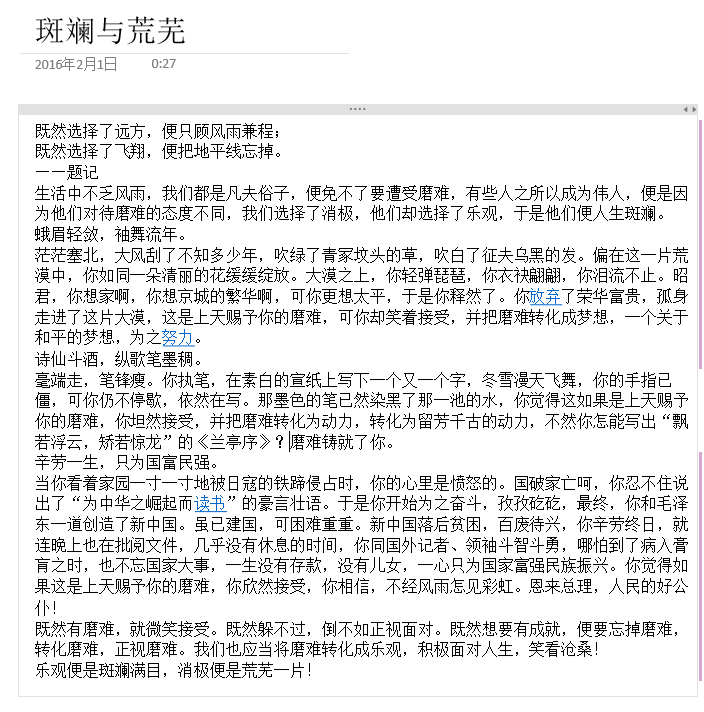 斑斓与荒芜
2016年2月1日 0:27
既然选择了远方，便只顾风雨兼程；
既然选择了飞翔，便把地平线忘掉。
——题记
生活中不乏风雨，我们都是凡夫俗子，便免不了要遭受磨难，有些人之所以成为伟人，便是因
为他们对待磨难的态度不同，我们选择了消极，他们却选择了乐观，于是他们便人生斑斓。
蛾眉轻敛，袖舞流年。
茫茫塞北，大风刮了不知多少年，吹绿了青冢坟头的草，吹白了征夫乌黑的发。偏在这一片荒
漠中，你如同一朵清丽的花缓缓绽放。大漠之上，你轻弹琵琶，你衣袂翩翩，你泪流不止。昭
君，你想家啊，你想京城的繁华啊，可你更想太平，于是你释然了。你放弃了荣华富贵，孤身
走进了这片大漠，这是上天赐予你的磨难，可你却笑着接受，并把磨难转化成梦想，一个关于
和平的梦想，为之努力。
诗仙斗酒，纵歌笔墨稠。
毫端走，笔锋瘦。你执笔，在素白的宣纸上写下一个又一个字，冬雪漫天飞舞，你的手指已
僵，可你仍不停歇，依然在写。那墨色的笔已然染黑了那一池的水，你觉得这如果是上天赐予
你的磨难，你坦然接受，并把磨难转化为动力，转化为留芳千古的动力，不然你怎能写出“飘
若浮云，矫若惊龙”的《兰亭序》？磨难铸就了你。
辛劳一生，只为国富民强。
当你看着家园一寸一寸地被日寇的铁蹄侵占时，你的心里是愤怒的。国破家亡呵，你忍不住说
出了“为中华之崛起而读书”的豪言壮语。于是你开始为之奋斗，孜孜矻矻，最终，你和毛泽
东一道创造了新中国。虽已建国，可困难重重。新中国落后贫困，百废待兴，你辛劳终日，就
连晚上也在批阅文件，几乎没有休息的时间，你同国外记者、领袖斗智斗勇，哪怕到了病入膏
肓之时，也不忘国家大事，一生没有存款，没有儿女，一心只为国家富强民族振兴。你觉得如
果这是上天赐予你的磨难，你欣然接受，你相信，不经风雨怎见彩虹。恩来总理，人民的好公
仆！
既然有磨难，就微笑接受。既然躲不过，倒不如正视面对。既然想要有成就，便要忘掉磨难，
转化磨难，正视磨难。我们也应当将磨难转化成乐观，积极面对人生，笑看沧桑！
乐观便是斑斓满目，消极便是荒芜一片！